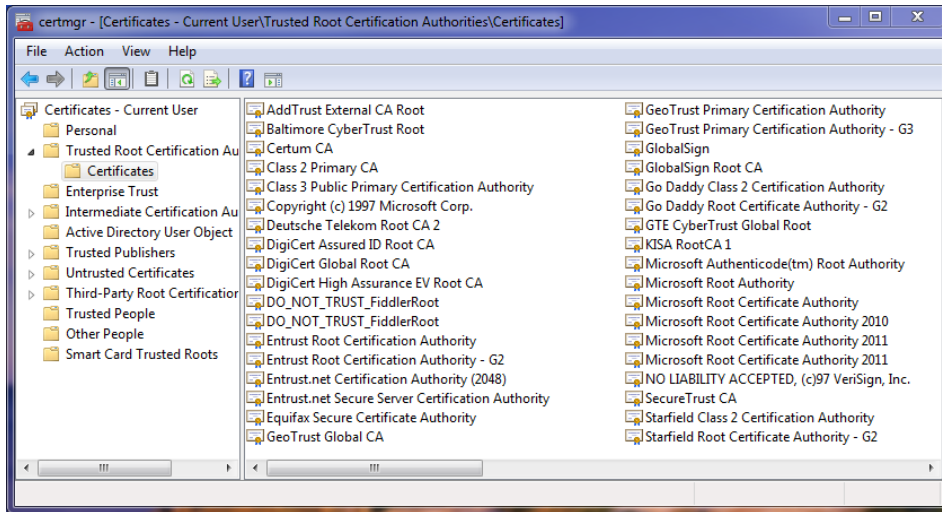 certmgr - [Certificates - Current User\Trusted Root Certification Authorities\Certificates]
File Action View Help
Certificates - Current User
Personal
Trusted Root Certification Au
Certificates
Enterprise Trust
Intermediate Certification Au
Active Directory User Object
Trusted Publishers
Untrusted Certificates
Third-Party Root Certification
Trusted People
Other People
Smart Card Trusted Roots
AddTrust External CA Root
Baltimore CyberTrust Root
Certum CA
Class 2 Primary CA
Class 3 Public Primary Certification Authority
Copyright (c) 1997 Microsoft Corp.
Deutsche Telekom Root CA 2
DigiCert Assured ID Root CA
DigiCert Global Root CA
DigiCert High Assurance EV Root CA
DO_NOT_TRUST_FiddlerRoot
DO_NOT_TRUST_FiddlerRoot
Entrust Root Certification Authority
Entrust Root Certification Authority - G2
Entrust.net Certification Authority (2048)
Entrust.net Secure Server Certification Authority
Equifax Secure Certificate Authority
GeoTrust Global CA
GeoTrust Primary Certification Authority
GeoTrust Primary Certification Authority - G3
GlobalSign
GlobalSign Root CA
Go Daddy Class 2 Certification Authority
Go Daddy Root Certificate Authority - G2
GTE CyberTrust Global Root
KISA RootCA 1
Microsoft Authenticode(tm) Root Authority
Microsoft Root Authority
Microsoft Root Certificate Authority
Microsoft Root Certificate Authority 2010
Microsoft Root Certificate Authority 2011
Microsoft Root Certificate Authority 2011
NO LIABILITY ACCEPTED, (c)97 VeriSign, Inc.
SecureTrust CA
Starfield Class 2 Certification Authority
Starfield Root Certificate Authority - G2